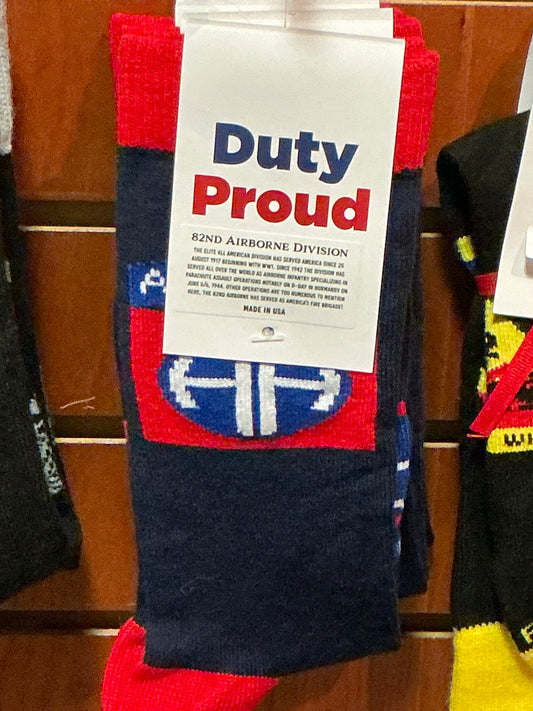 Duty
Proud
82ND AIRBORNE DIVISION
THE ELITE ALL AMERICAN DIVISION HAS SERVED AMERICA SINCE 25
AUGUST 1917 BEGINNING WITH WW1. SINCE 1942 THE DIVISION HAS
SERVED ALL OVER THE WORLD AS AIRBORNE INFANTRY SPECIALIZING IN
PARACHUTE ASSAULT OPERATIONS NOTABLY ON D-DAY IN NORMANDY ON
JUNE 5/6, 1944. OTHER OPERATIONS ARE TOO NUMEROUS TO MENTION
HERE. THE 82ND AIRBORNE HAS SERVED AS AMERICA'S FIRE BRIGADE!
MADE IN USA